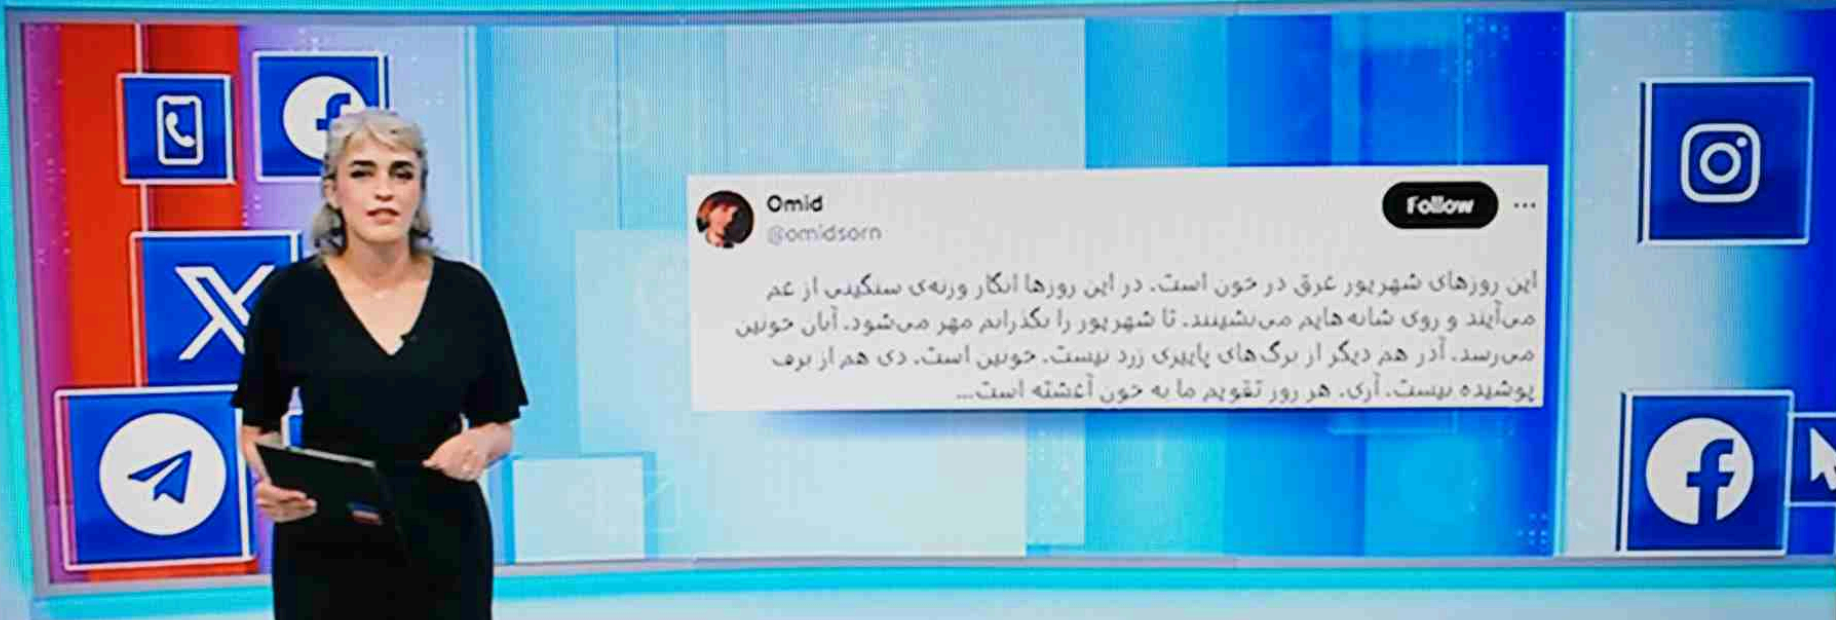 Omid
@omidsorn
Follow
این روزهای شهریور غرق در خون است. در این روزها انگار وزنه‌ی سنگینی از غم
می‌آیند و روی شانه‌هایم می‌نشینند. تا شهریور را بگذرانم مهر می‌شود. آبان خونین
می‌رسد. آذر هم دیگر از برگ‌های پاییزی زرد نیست. خونین است. دی هم از برف
پوشیده نیست. آری. هر روز تقویم ما به خون آغشته است...